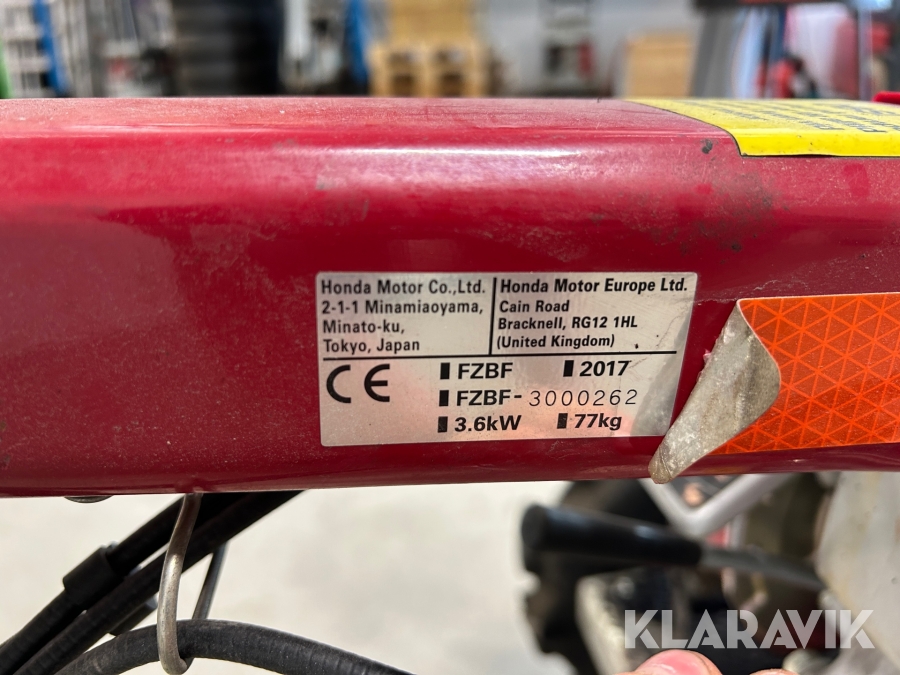 Honda Motor Co.,Ltd.
2-1-1 Minamiaoyama,
Minato-ku,
Tokyo, Japan
Honda Motor Europe Ltd.
Cain Road
Bracknell, RG12 1HL
(United Kingdom)
CE
FZBF
2017
FZBF-3000262
3.6kW
77kg
KLARAVIK